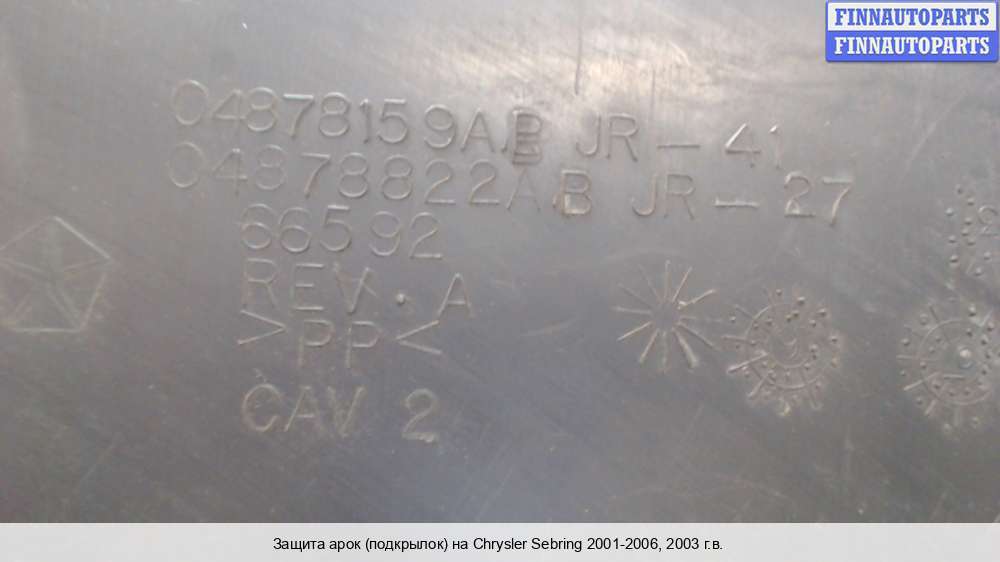 FINNAUTOPARTS
FINNAUTOPARTS
04878159AB JR-41
04878822AB JR-27
66592
REV. A
>PP<
CAV 2
Защита арок (подкрылок) на Chrysler Sebring 2001-2006, 2003 г.в.